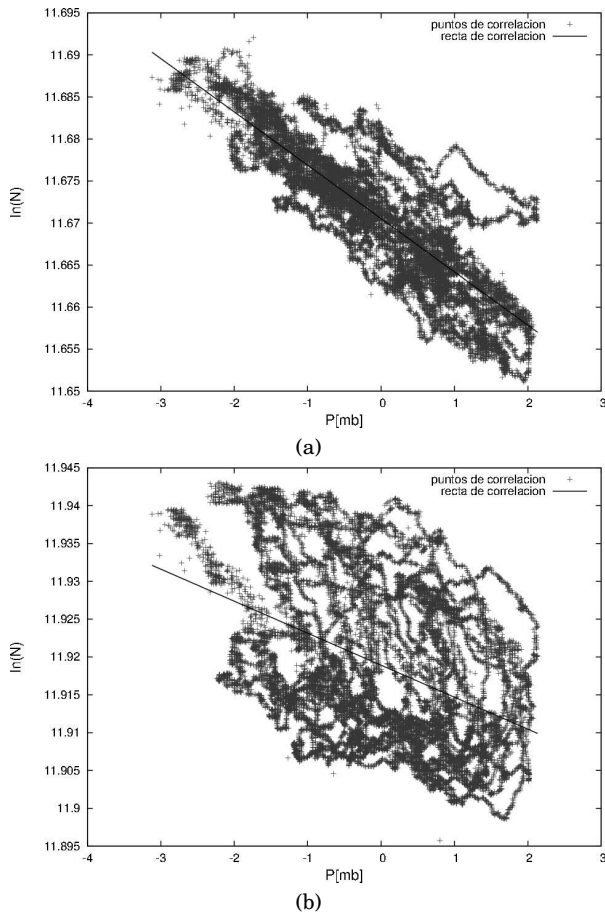 11.695
11.69
11.685
11.68
11.675
11.67
11.665
11.66
11.655
11.65
ln(N)
puntos de correlacion
recta de correlacion
-4 -3 -2 -1 0 1 2 3
P[mb]
(a)
11.945
11.94
11.935
11.93
11.925
11.92
11.915
11.91
11.905
11.9
11.895
ln(N)
puntos de correlacion
recta de correlacion
-4 -3 -2 -1 0 1 2 3
P[mb]
(b)